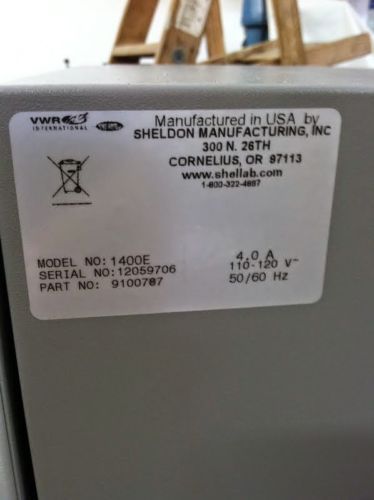 VWR
INTERNATIONAL
Manufactured in USA by
SHELDON MANUFACTURING, INC
300 N. 26TH
CORNELIUS, OR 97113
www.shellab.com
1-800-322-4897
MODEL NO: 1400E
SERIAL NO: 12059706
PART NO: 9100787
4.0 A
110-120 V~
50/60 Hz